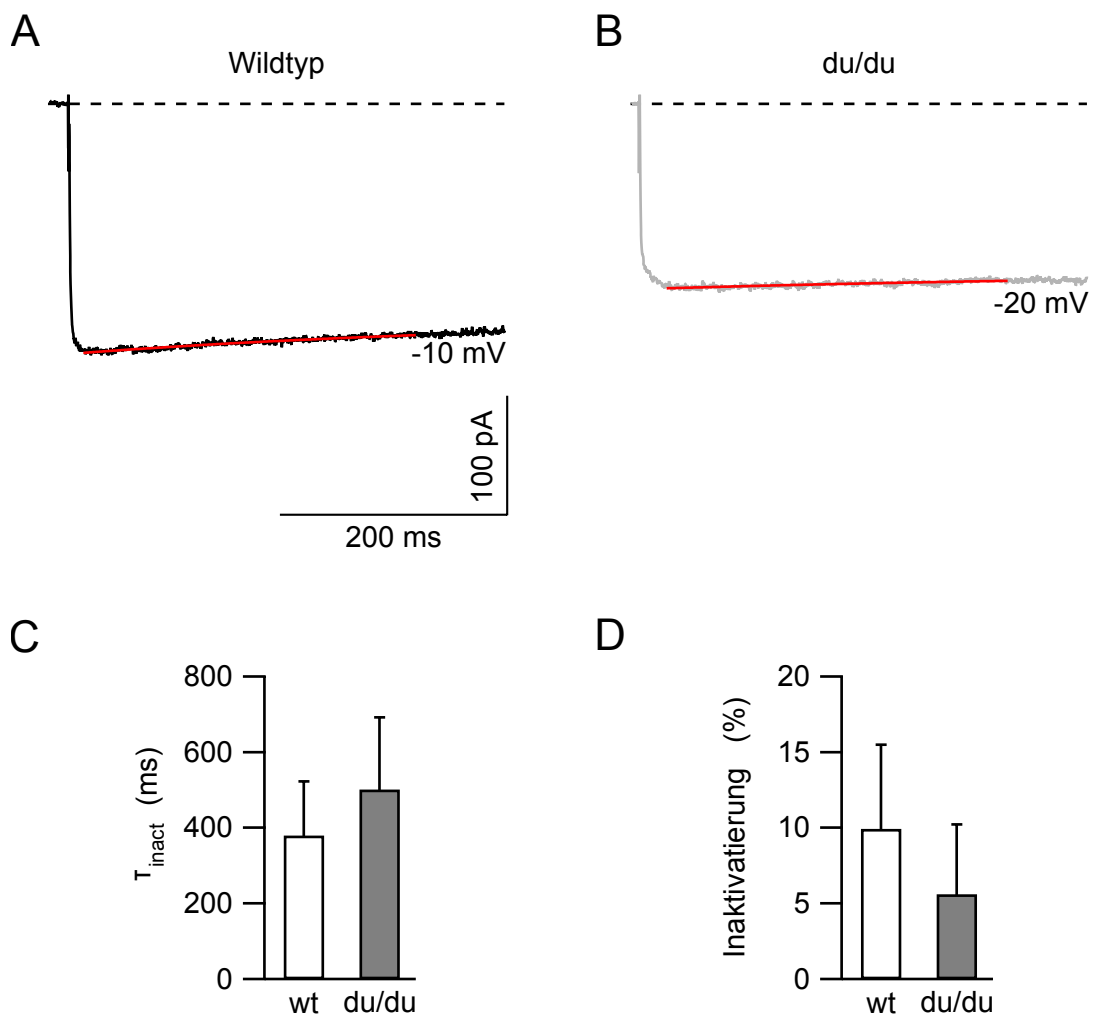 A
B
Wildtyp
du/du
-10 mV
-20 mV
100 pA
200 ms
C
D
800
600
400
200
0
τinact (ms)
wt du/du
20
15
10
5
0
Inaktivatierung (%)
wt du/du